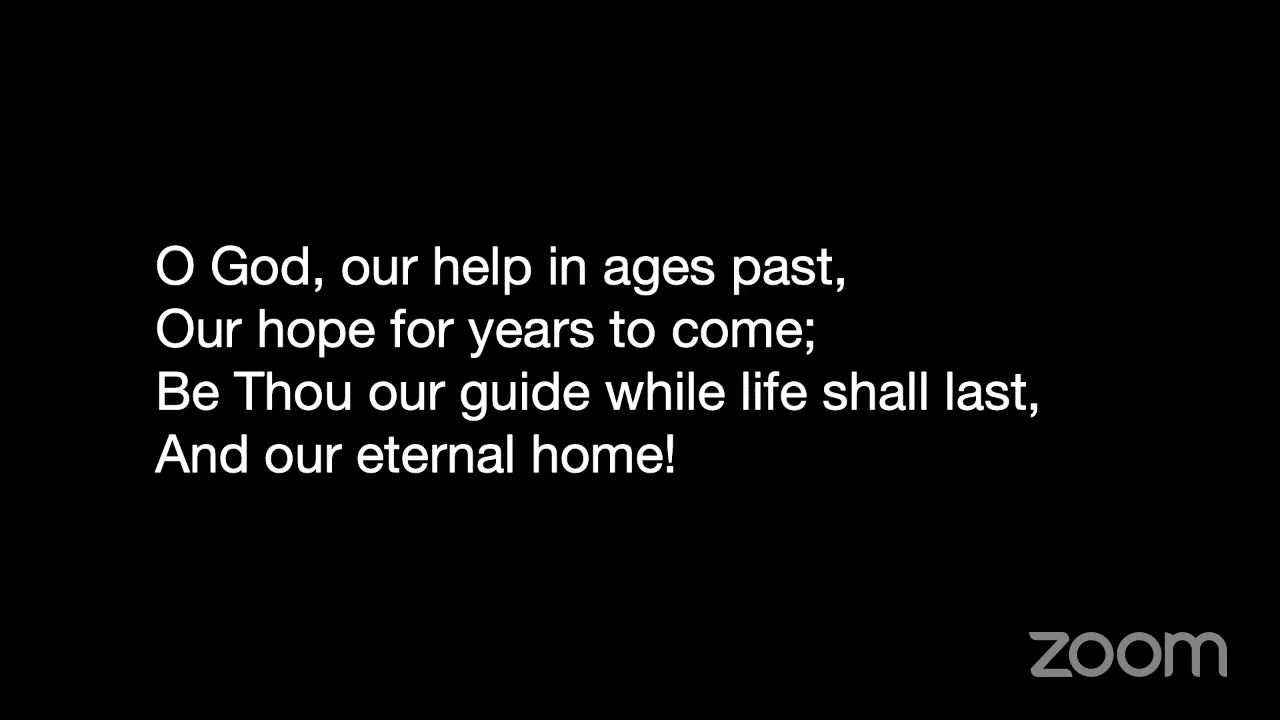 O God, our help in ages past,
Our hope for years to come;
Be Thou our guide while life shall last,
And our eternal home!
zoom